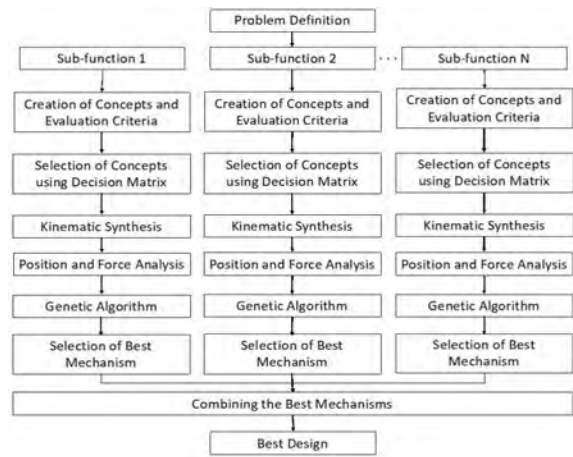 Problem Definition
Sub-function 1
Sub-function 2
. . .
Sub-function N
Creation of Concepts and
Evaluation Criteria
Creation of Concepts and
Evaluation Criteria
Creation of Concepts and
Evaluation Criteria
Selection of Concepts
using Decision Matrix
Selection of Concepts
using Decision Matrix
Selection of Concepts
using Decision Matrix
Kinematic Synthesis
Kinematic Synthesis
Kinematic Synthesis
Position and Force Analysis
Position and Force Analysis
Position and Force Analysis
Genetic Algorithm
Genetic Algorithm
Genetic Algorithm
Selection of Best
Mechanism
Selection of Best
Mechanism
Selection of Best
Mechanism
Combining the Best Mechanisms
Best Design